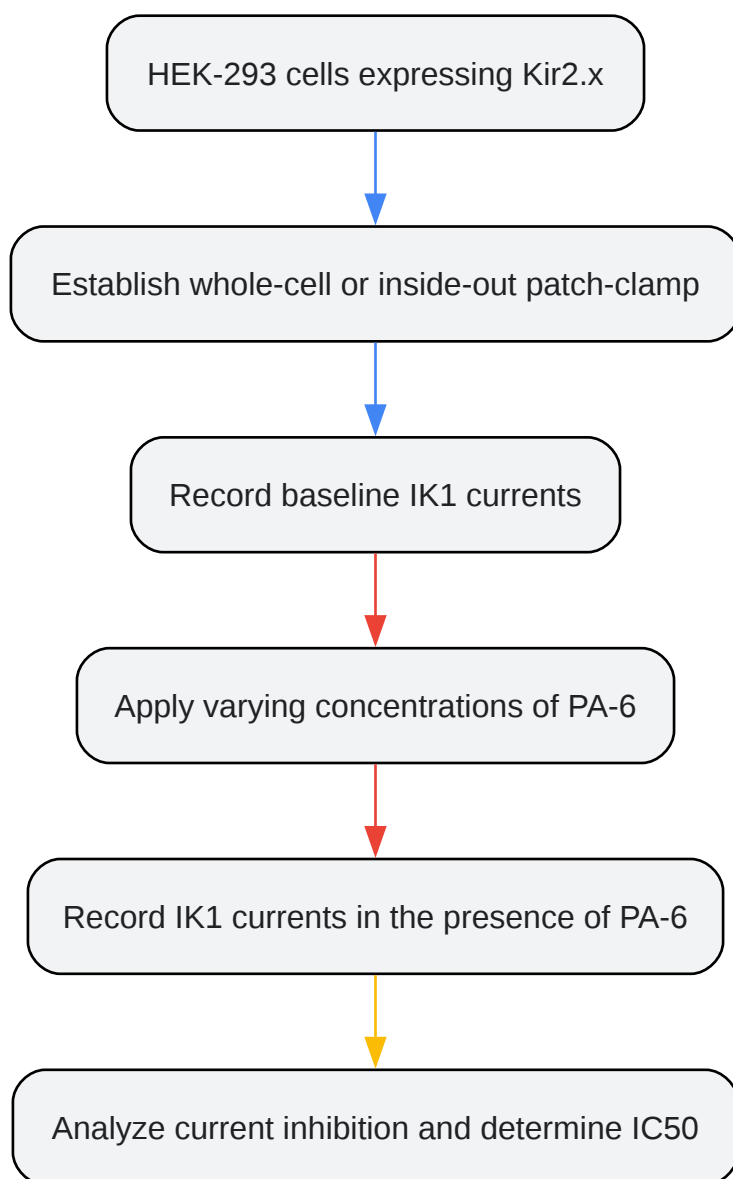 HEK-293 cells expressing Kir2.x
Establish whole-cell or inside-out patch-clamp
Record baseline IK1 currents
Apply varying concentrations of PA-6
Record IK1 currents in the presence of PA-6
Analyze current inhibition and determine IC50